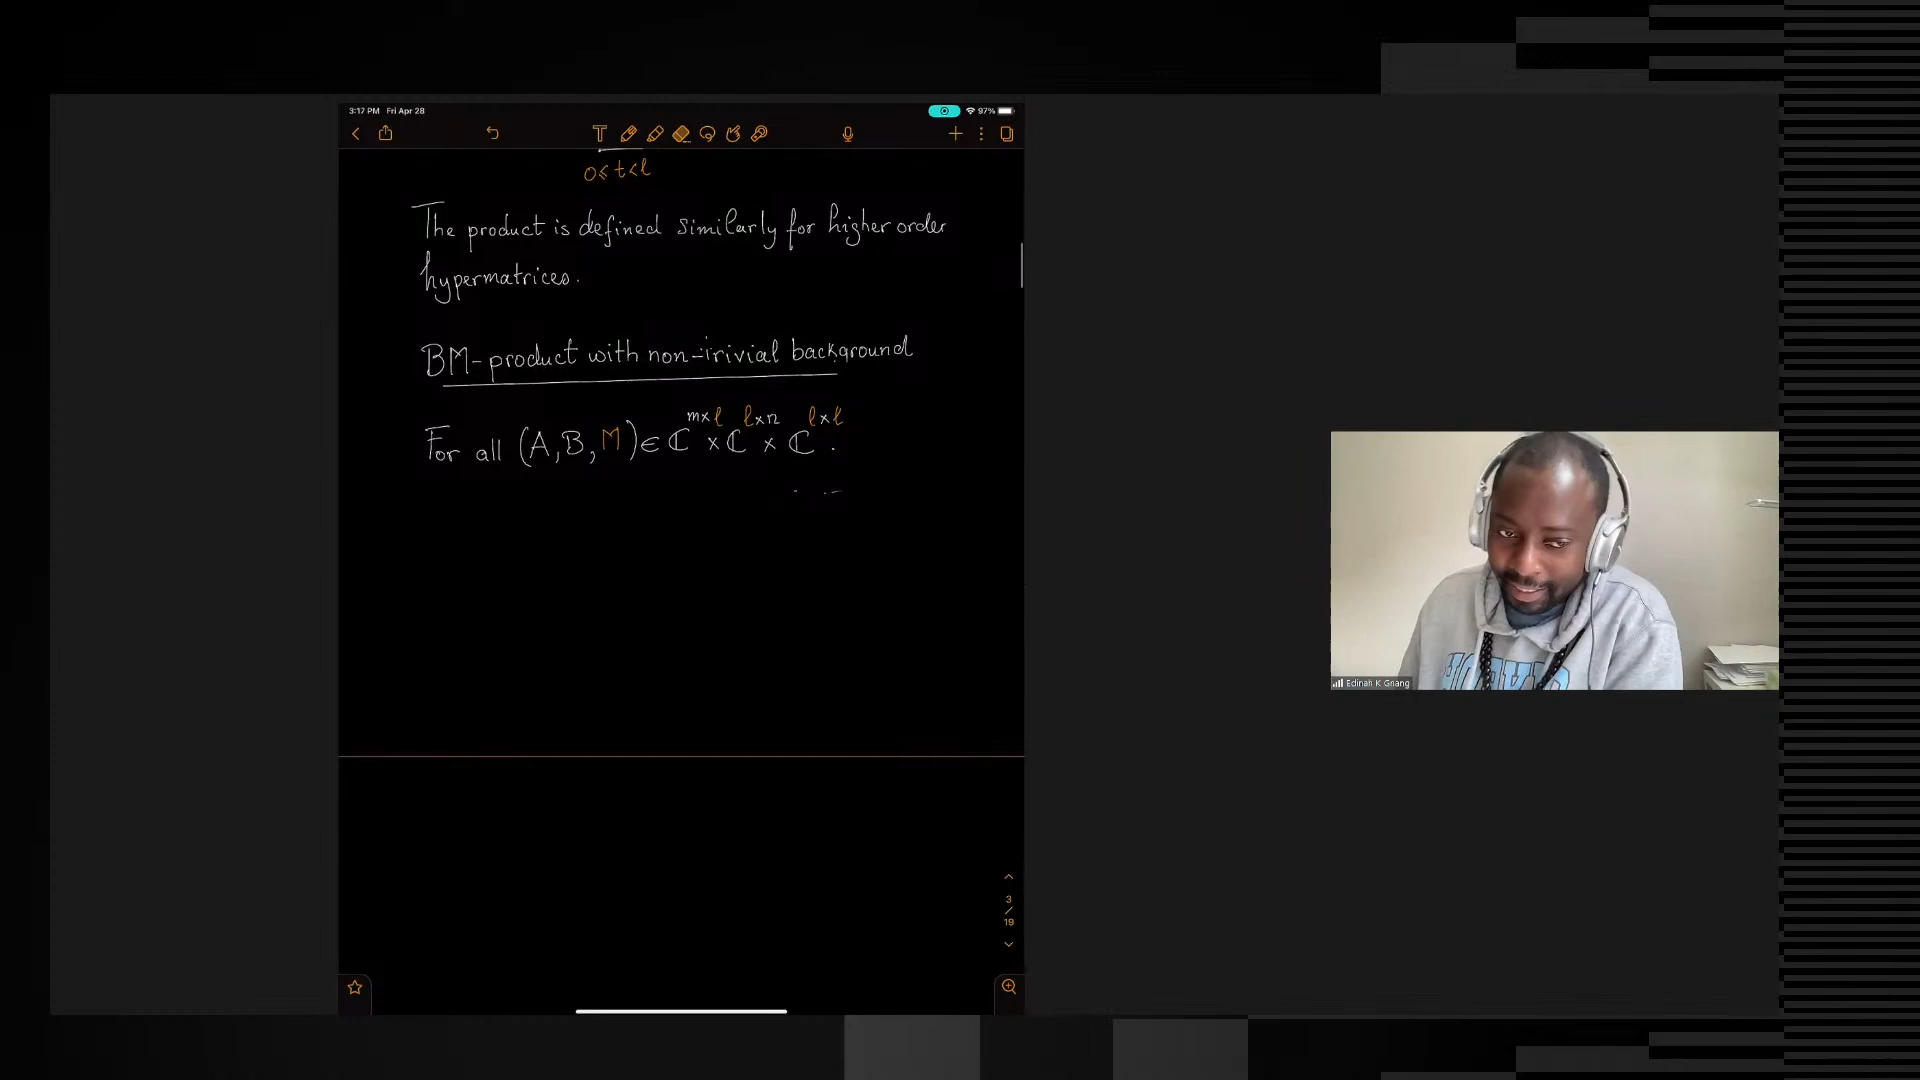 3:17 PM Fri Apr 28
97%
0 ≤ t < l
The product is defined similarly for higher order
hypermatrices.
BM-product with non-irivial background
For all (A, B, M) ∈ ℂ^{m×l} × ℂ^{l×n} × ℂ^{l×l}.
3
/
19
Edinah K Gnang